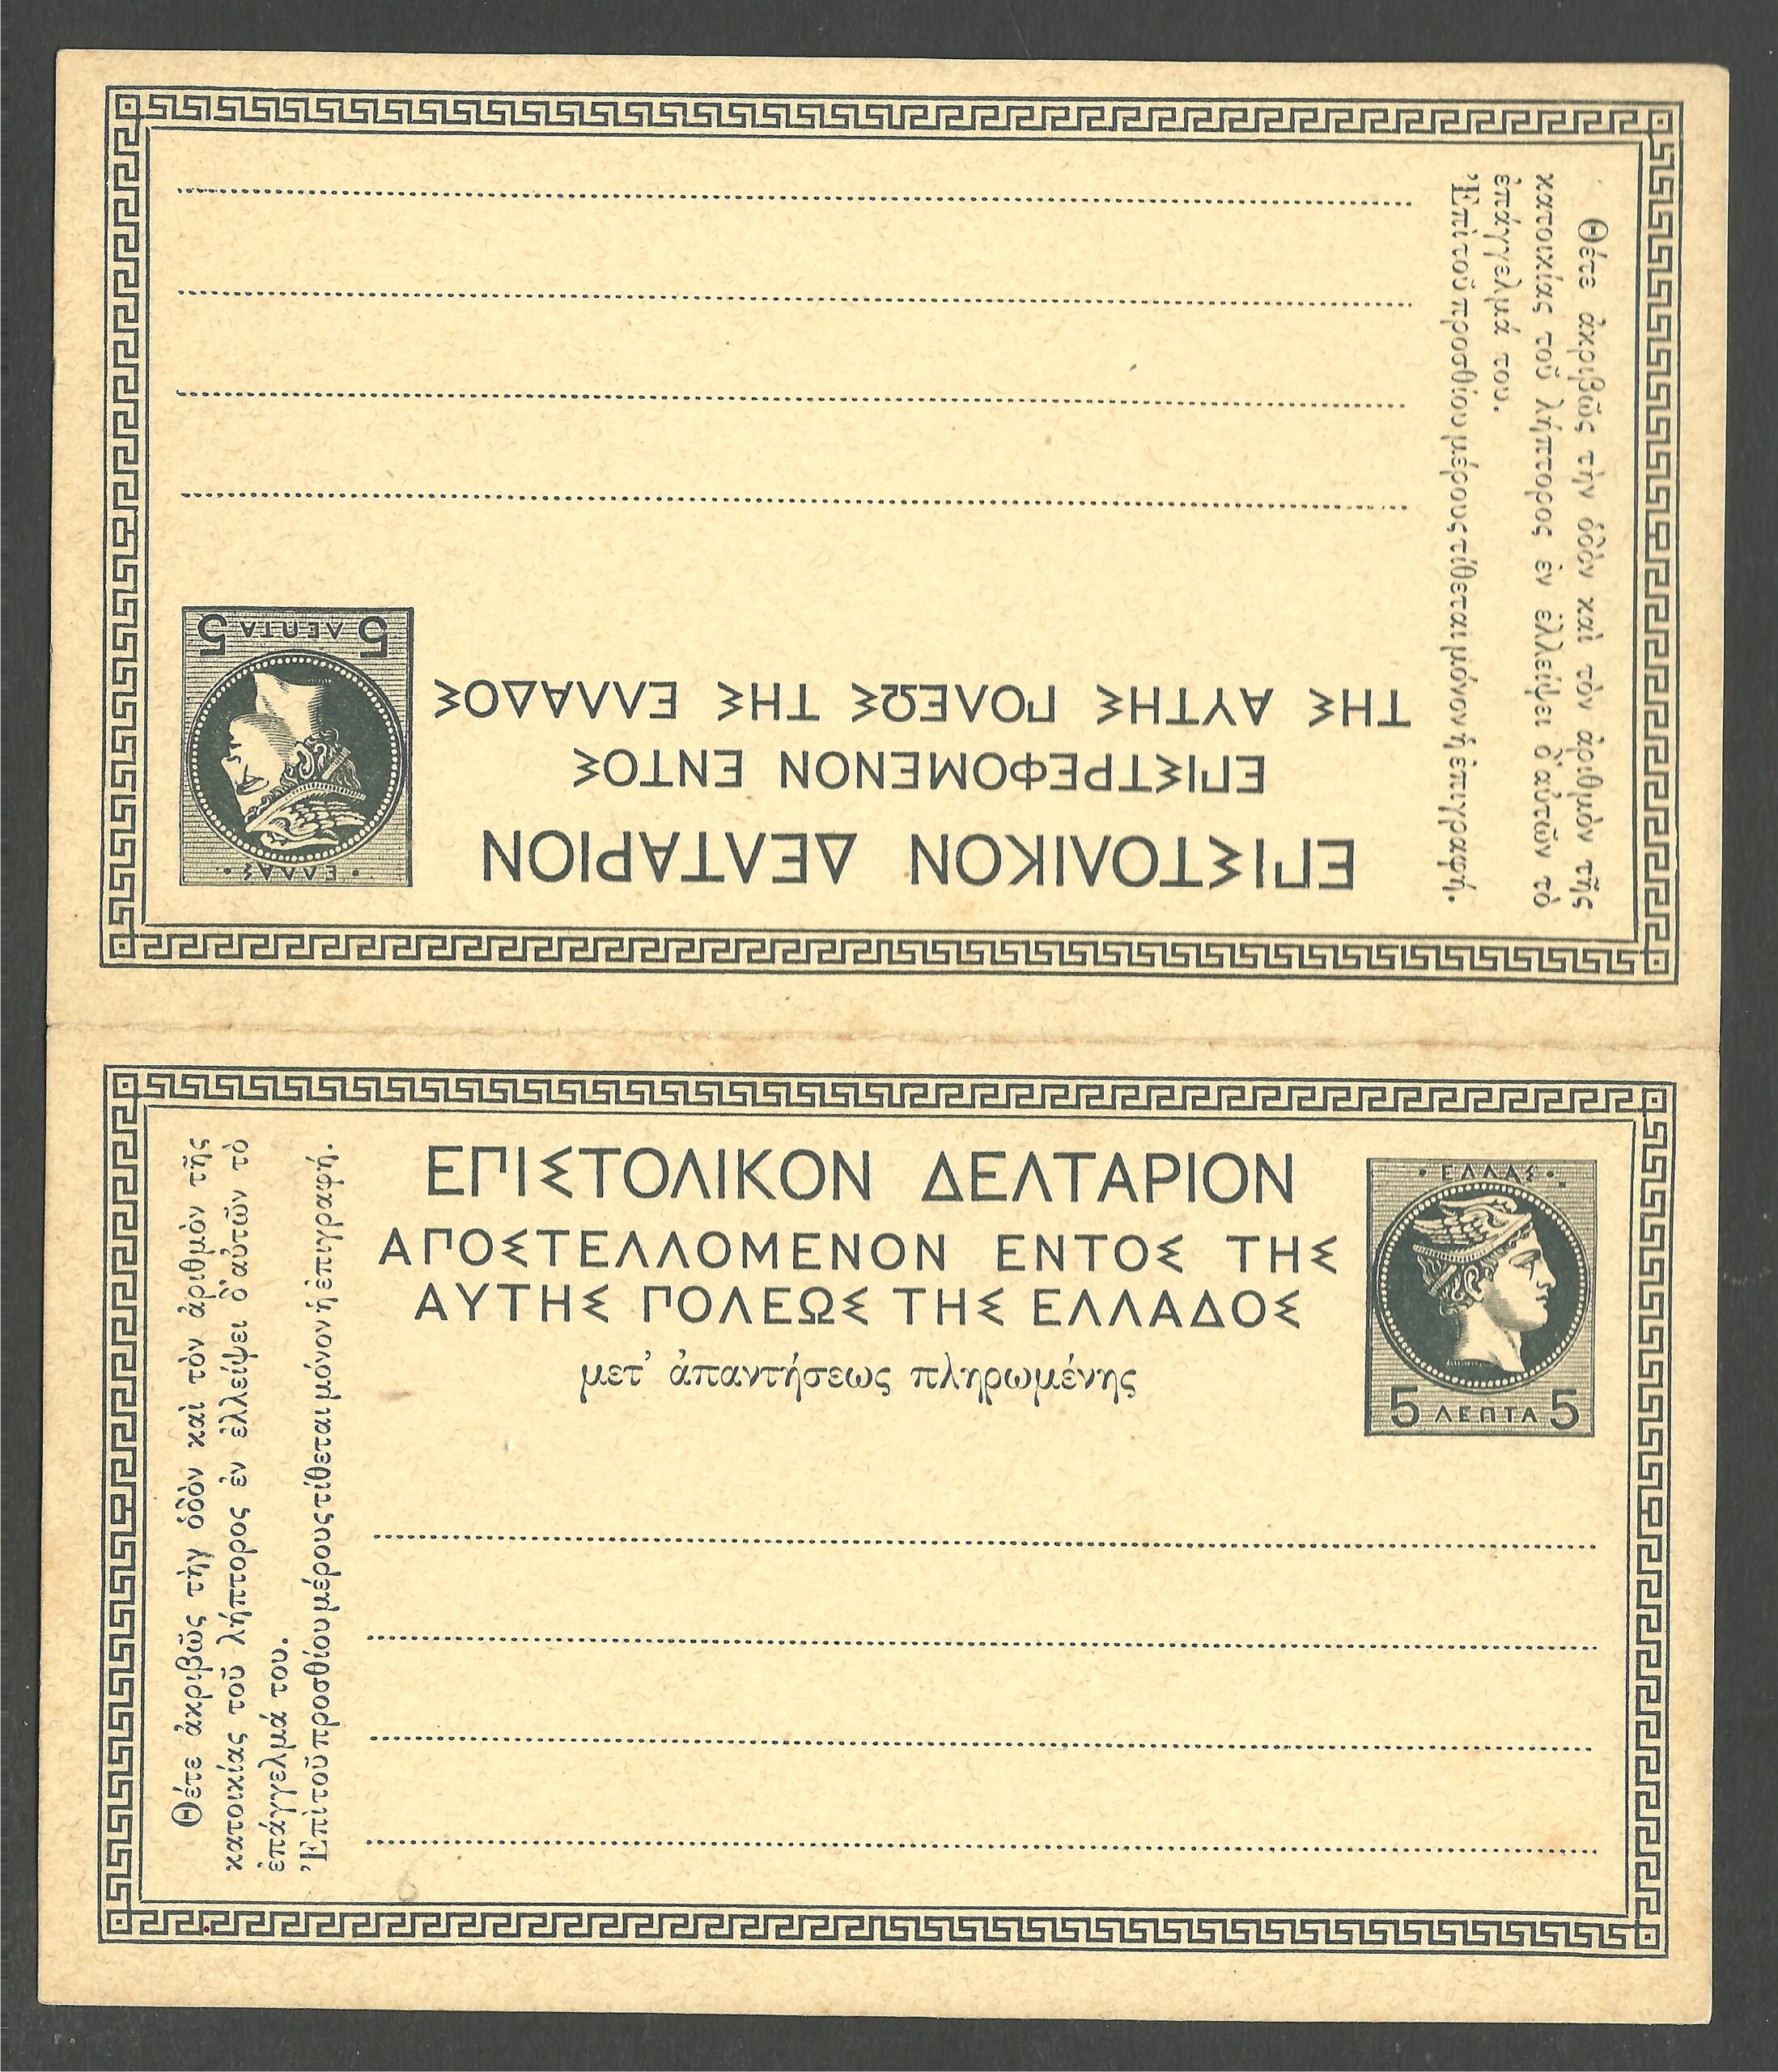 Θέτε ἀκριβῶς τὴν ὁδὸν καὶ τὸν ἀριθμὸν τῆς
κατοικίας τοῦ λήπτορος ἐν ἐλλείψει δ' αὐτῶν τὸ
ἐπάγγελμά του.
Ἐπὶ τοῦ προσθίου μέρους τίθεται μόνον ἡ ἐπιγραφή.
ΕΠΙΣΤΟΛΙΚΟΝ ΔΕΛΤΑΡΙΟΝ
ΕΠΙΣΤΡΕΦΟΜΕΝΟΝ ΕΝΤΟΣ
ΤΗΣ ΑΥΤΗΣ ΠΟΛΕΩΣ ΤΗΣ ΕΛΛΑΔΟΣ
· ΕΛΛΑΣ ·
5 ΛΕΠΤΑ 5
Θέτε ἀκριβῶς τὴγ ὁδὸν καὶ τὸν ἀριθμὸν τῆς
κατοικίας τοῦ λήπτορος ἐν ἐλλείψει δ' αὐτῶν τὸ
ἐπάγγελμά του.
Ἐπὶ τοῦ προσθίου μέρους τίθεται μόνον ἡ ἐπιγραφή.
ΕΠΙΣΤΟΛΙΚΟΝ ΔΕΛΤΑΡΙΟΝ
ΑΠΟΣΤΕΛΛΟΜΕΝΟΝ ΕΝΤΟΣ ΤΗΣ
ΑΥΤΗΣ ΠΟΛΕΩΣ ΤΗΣ ΕΛΛΑΔΟΣ
μετ' ἀπαντήσεως πληρωμένης
· ΕΛΛΑΣ ·
5 ΛΕΠΤΑ 5